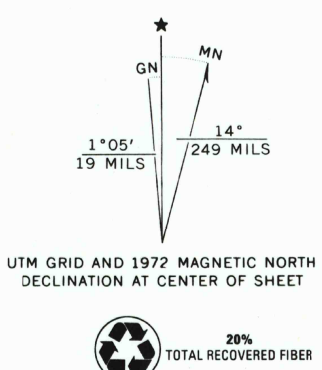 ★
GN
MN
1°05′
19 MILS
14°
249 MILS
UTM GRID AND 1972 MAGNETIC NORTH
DECLINATION AT CENTER OF SHEET
20%
TOTAL RECOVERED FIBER